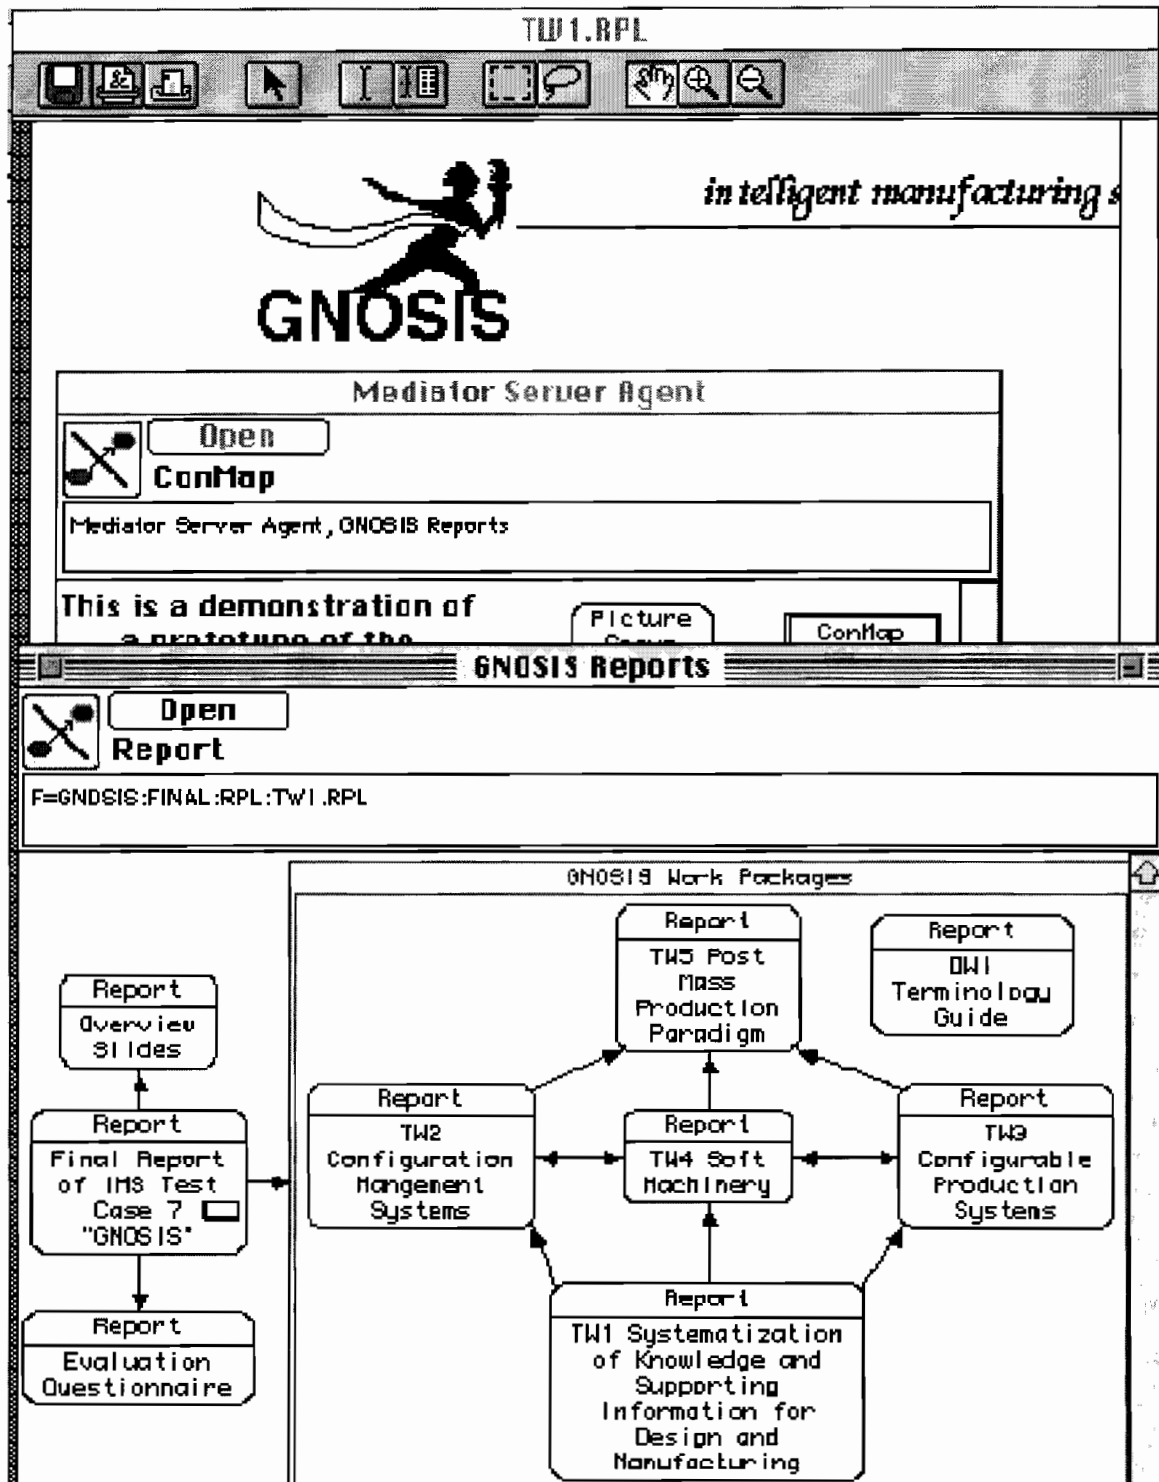 TW1.RPL
intelligent manufacturing s
GNOSIS
Mediator Server Agent
Open
ConMap
Mediator Server Agent, GNOSIS Reports
This is a demonstration of
a prototype of the
Picture
ConMap
GNOSIS Reports
Open
Report
F=GNOSIS:FINAL:RPL:TW1.RPL
GNOSIS Work Packages
Report
TW5 Post
Mass
Production
Paradigm
Report
DW1
Terminology
Guide
Report
Overview
Slides
Report
TW2
Configuration
Mangement
Systems
Report
TW4 Soft
Machinery
Report
TW3
Configurable
Production
Systems
Report
Final Report
of IMS Test
Case 7
"GNOSIS"
Report
Evaluation
Questionnaire
Report
TW1 Systematization
of Knowledge and
Supporting
Information for
Design and
Manufacturing